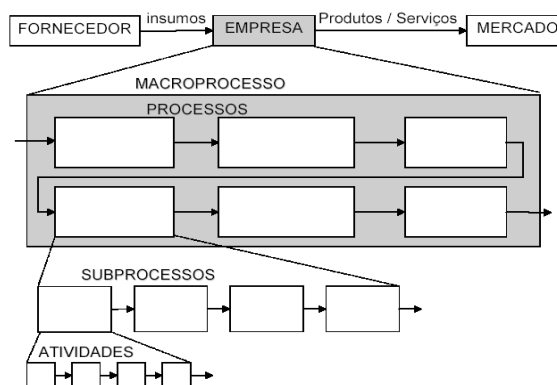 FORNECEDOR insumos EMPRESA Produtos / Serviços MERCADO
MACROPROCESSO
PROCESSOS
SUBPROCESSOS
ATIVIDADES